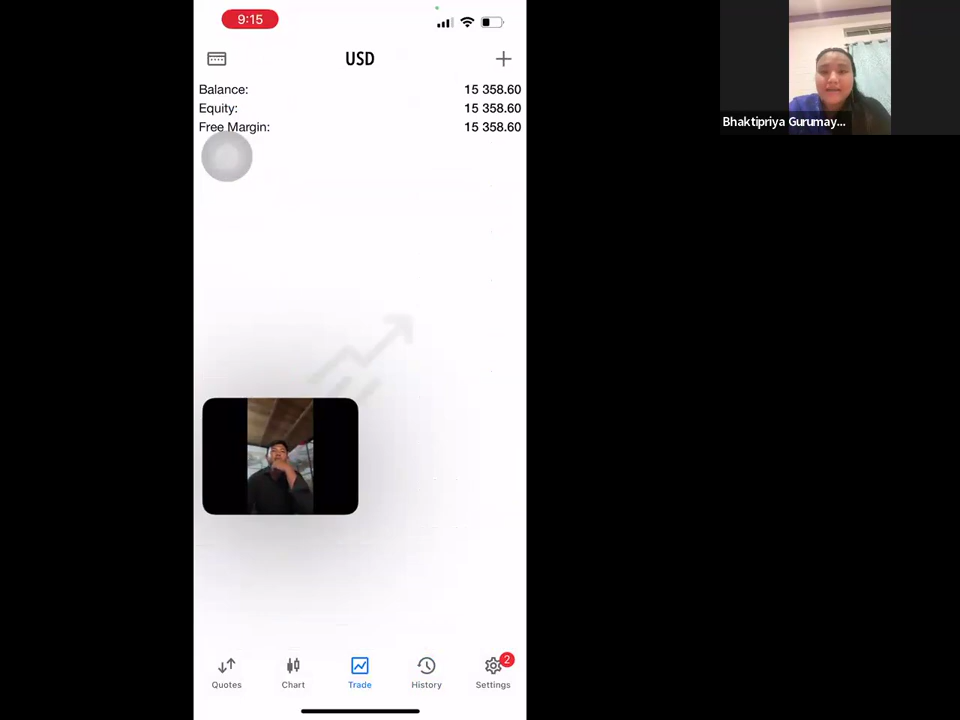 9:15
USD
Balance: 15 358.60
Equity: 15 358.60
Free Margin: 15 358.60
Bhaktipriya Gurumay...
Quotes Chart Trade History Settings 2